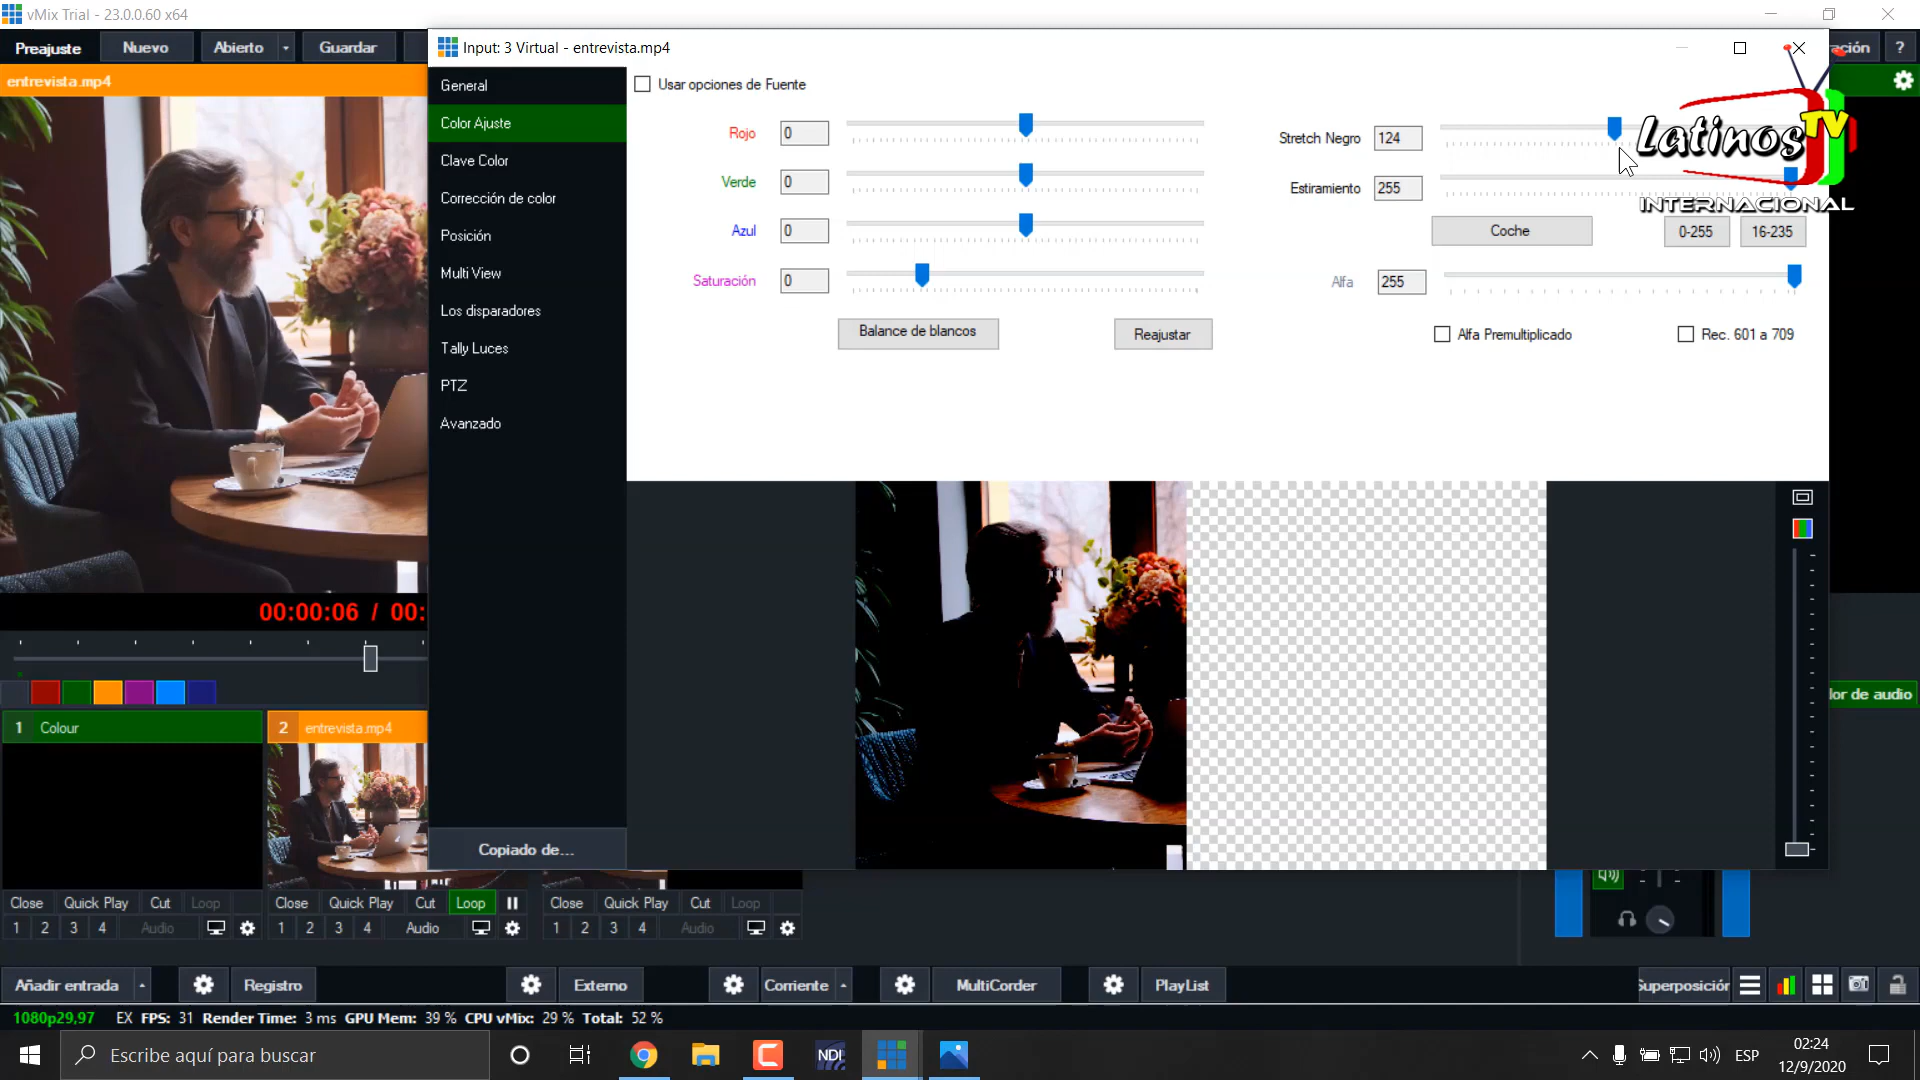 vMix Trial - 23.0.0.60 x64
Preajuste
Nuevo
Abierto
Guardar
ación
?
Input: 3 Virtual - entrevista.mp4
entrevista.mp4
General
Color Ajuste
Clave Color
Corrección de color
Posición
Multi View
Los disparadores
Tally Luces
PTZ
Avanzado
Copiado de...
Usar opciones de Fuente
Rojo 0
Verde 0
Azul 0
Saturación 0
Balance de blancos
Reajustar
Stretch Negro 124
Estiramiento 255
Coche
0-255
16-235
Alfa 255
Alfa Premultiplicado
Rec. 601 a 709
Latinos TV
INTERNACIONAL
00:00:06 / 00:
lor de audio
1 Colour
2 entrevista.mp4
Close Quick Play Cut Loop
Close Quick Play Cut Loop
Close Quick Play Cut Loop
1 2 3 4 Audio
1 2 3 4 Audio
1 2 3 4 Audio
Añadir entrada
Registro
Externo
Corriente
MultiCorder
PlayList
Superposición
1080p29,97 EX FPS: 31 Render Time: 3 ms GPU Mem: 39 % CPU vMix: 29 % Total: 52 %
Escribe aquí para buscar
NDI
ESP
02:24
12/9/2020